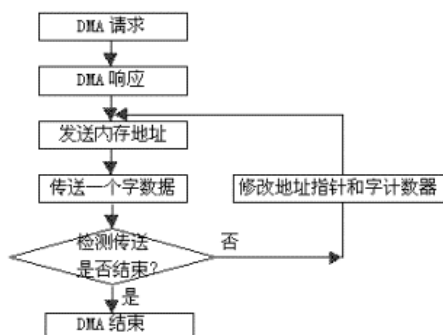 DMA 请求
DMA 响应
发送内存地址
传送一个字数据
修改地址指针和字计数器
检测传送
是否结束?
否
是
DMA 结束